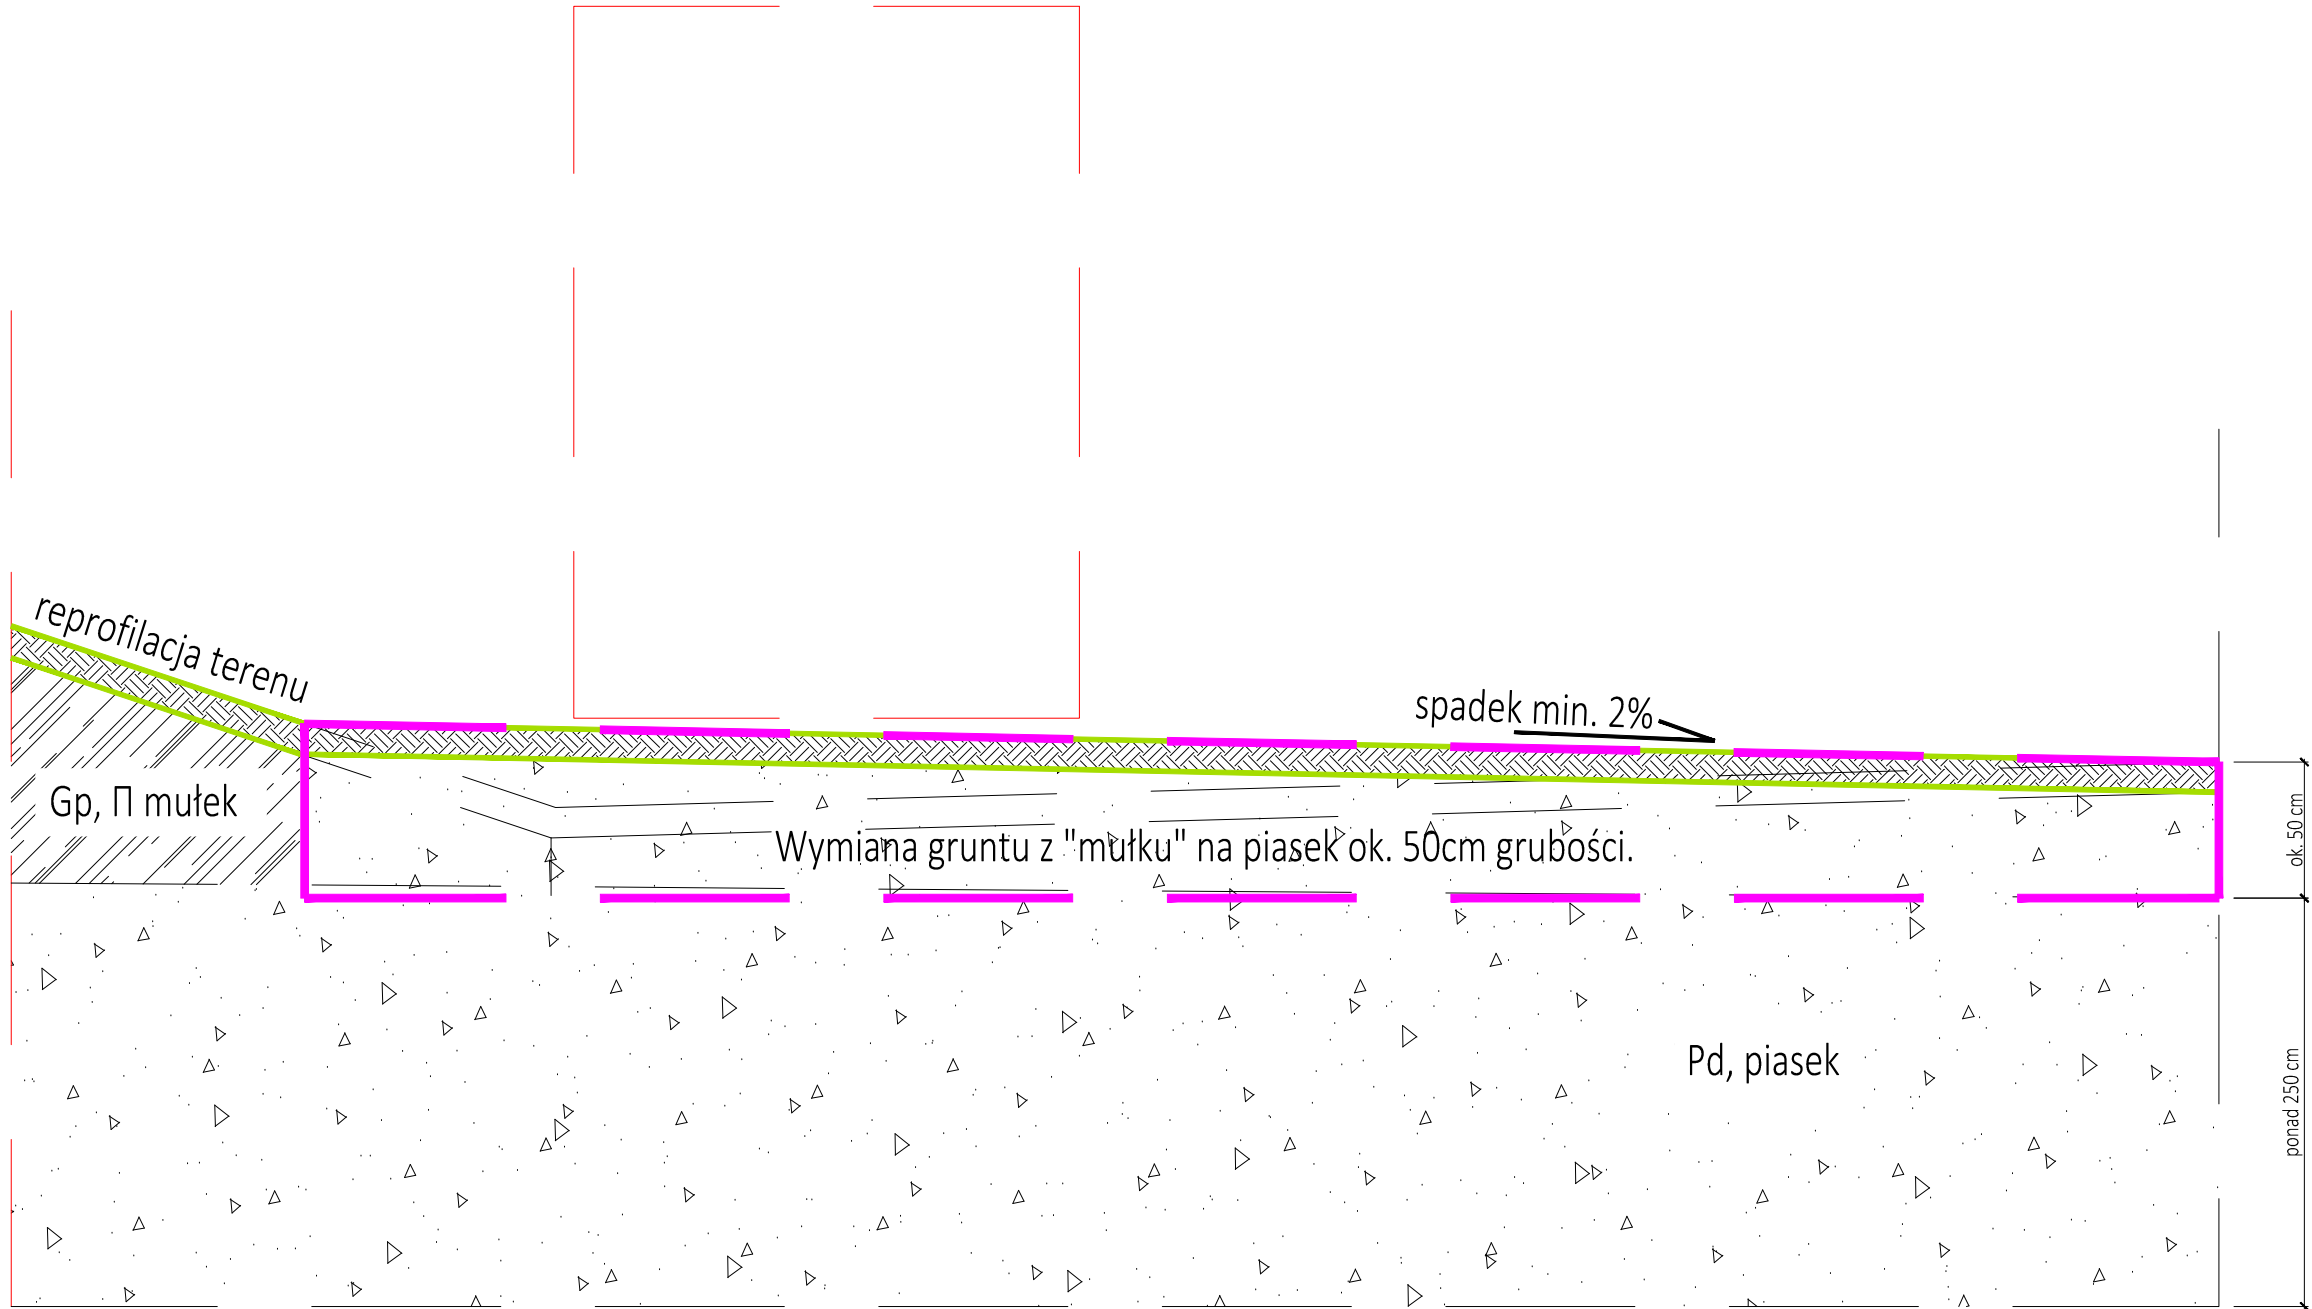 reprofilacja terenu
spadek min. 2%
Gp, Π mułek
Wymiana gruntu z "mułku" na piasek ok. 50cm grubości.
ok. 50 cm
Pd, piasek
ponad 250 cm